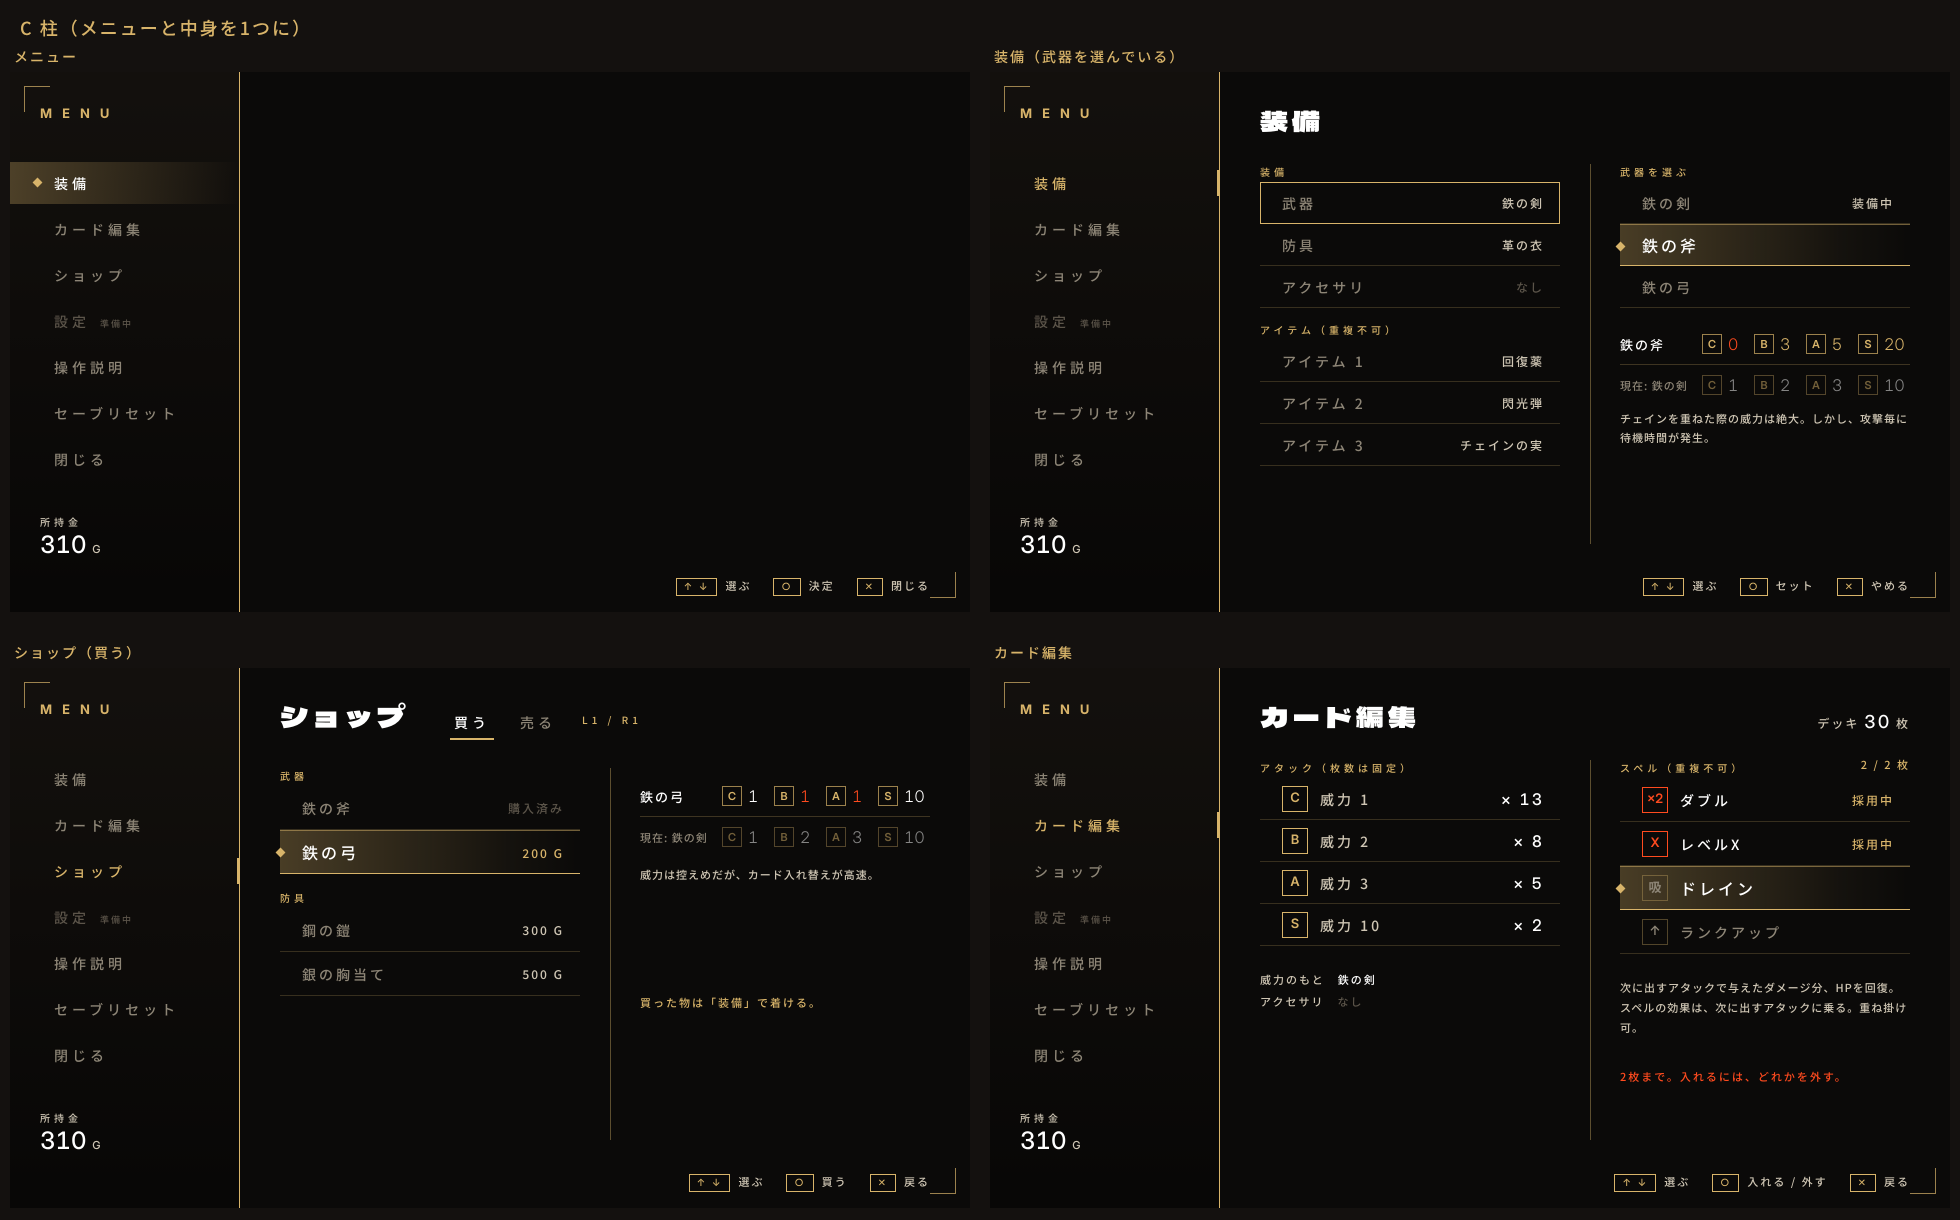 C 柱（メニューと中身を1つに）
メニュー
MENU
装備
カード編集
ショップ
設定 準備中
操作説明
セーブリセット
閉じる
所持金
310 G
↑ ↓ 選ぶ ○ 決定 × 閉じる
装備（武器を選んでいる）
MENU
装備
カード編集
ショップ
設定 準備中
操作説明
セーブリセット
閉じる
所持金
310 G
装備
装備
武器 鉄の剣
防具 革の衣
アクセサリ なし
アイテム（重複不可）
アイテム 1 回復薬
アイテム 2 閃光弾
アイテム 3 チェインの実
武器を選ぶ
鉄の剣 装備中
鉄の斧
鉄の弓
鉄の斧 C 0 B 3 A 5 S 20
現在: 鉄の剣 C 1 B 2 A 3 S 10
チェインを重ねた際の威力は絶大。しかし、攻撃毎に
待機時間が発生。
↑ ↓ 選ぶ ○ セット × やめる
ショップ（買う）
MENU
装備
カード編集
ショップ
設定 準備中
操作説明
セーブリセット
閉じる
所持金
310 G
ショップ 買う 売る L1 / R1
武器
鉄の斧 購入済み
鉄の弓 200 G
防具
鋼の鎧 300 G
銀の胸当て 500 G
鉄の弓 C 1 B 1 A 1 S 10
現在: 鉄の剣 C 1 B 2 A 3 S 10
威力は控えめだが、カード入れ替えが高速。
買った物は「装備」で着ける。
↑ ↓ 選ぶ ○ 買う × 戻る
カード編集
MENU
装備
カード編集
ショップ
設定 準備中
操作説明
セーブリセット
閉じる
所持金
310 G
カード編集 デッキ 30 枚
アタック（枚数は固定）
C 威力 1 × 13
B 威力 2 × 8
A 威力 3 × 5
S 威力 10 × 2
威力のもと 鉄の剣
アクセサリ なし
スペル（重複不可） 2 / 2 枚
×2 ダブル 採用中
X レベルX 採用中
吸 ドレイン
↑ ランクアップ
次に出すアタックで与えたダメージ分、HPを回復。
スペルの効果は、次に出すアタックに乗る。重ね掛け
可。
2枚まで。入れるには、どれかを外す。
↑ ↓ 選ぶ ○ 入れる / 外す × 戻る